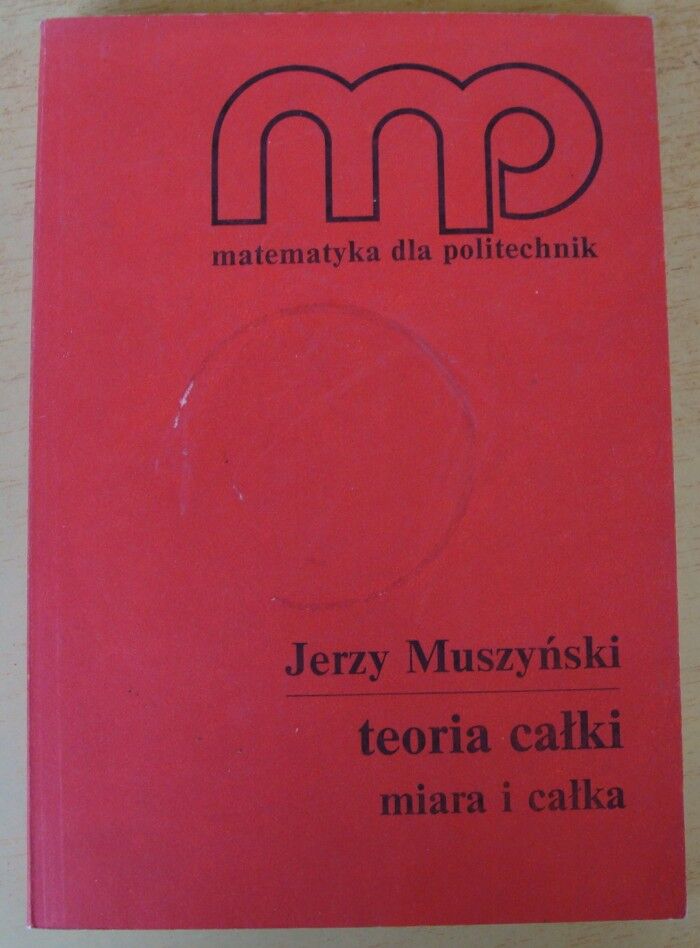 mp
matematyka dla politechnik
Jerzy Muszyński
teoria całki
miara i całka